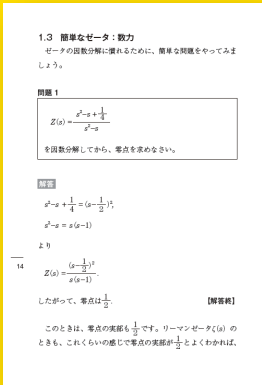 1.3 簡単なゼータ：数力
ゼータの因数分解に慣れるために、簡単な問題をやってみま
しょう。
問題 1
Z(s) = (s²−s+1/4)/(s²−s)
を因数分解してから、零点を求めなさい。
解答
s²−s + 1/4 = (s− 1/2)²,
s²−s = s(s−1)
より
Z(s) = (s− 1/2)²/(s(s−1)).
14
したがって、零点は 1/2. 【解答終】
このときは、零点の実部も 1/2 です。リーマンゼータζ(s) の
ときも、これくらいの感じで零点の実部が 1/2 とよくわかれば、